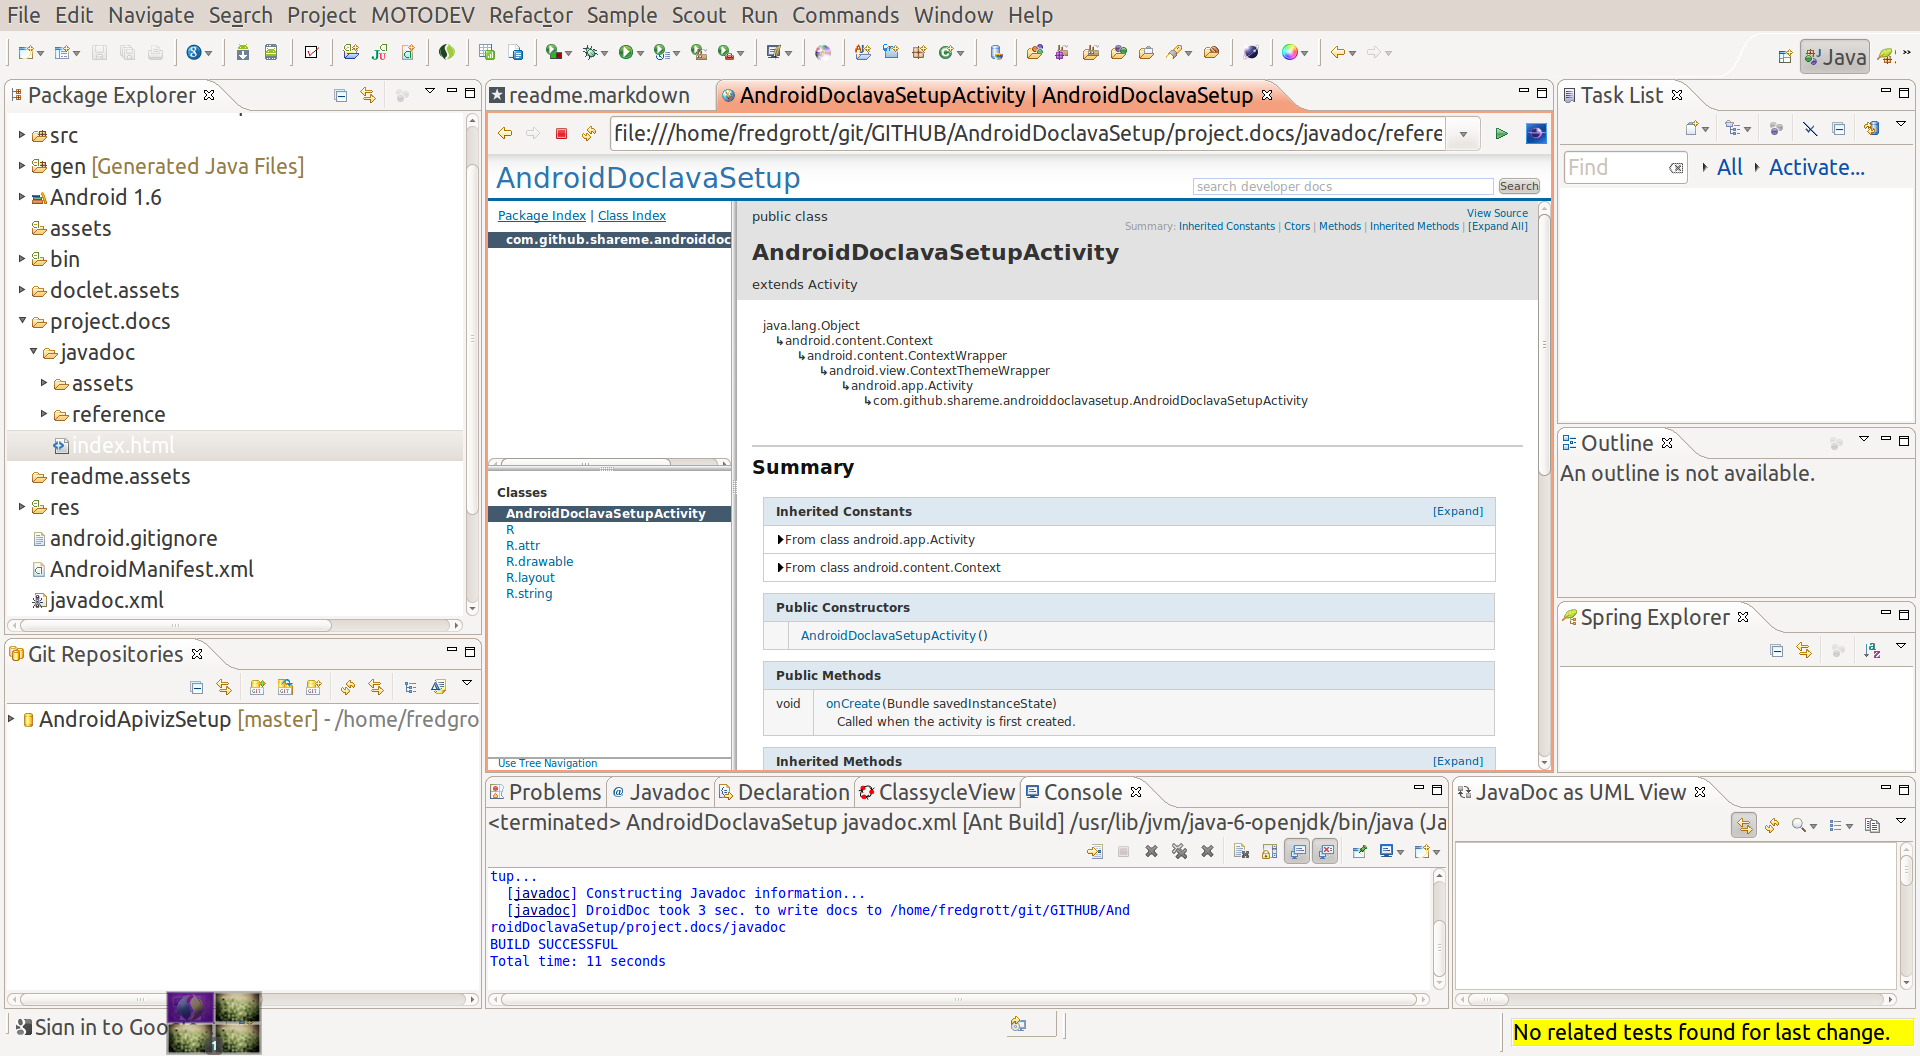 File Edit Navigate Search Project MOTODEV Refactor Sample Scout Run Commands Window Help
Java
Package Explorer
src
gen [Generated Java Files]
Android 1.6
assets
bin
doclet.assets
project.docs
javadoc
assets
reference
index.html
readme.assets
res
android.gitignore
AndroidManifest.xml
javadoc.xml
Git Repositories
AndroidApivizSetup [master] - /home/fredgro
readme.markdown
AndroidDoclavaSetupActivity | AndroidDoclavaSetup
file:///home/fredgrott/git/GITHUB/AndroidDoclavaSetup/project.docs/javadoc/refere
AndroidDoclavaSetup
search developer docs
Search
Package Index | Class Index
com.github.shareme.androiddoc
Classes
AndroidDoclavaSetupActivity
R
R.attr
R.drawable
R.layout
R.string
Use Tree Navigation
public class
View Source
Summary: Inherited Constants | Ctors | Methods | Inherited Methods | [Expand All]
AndroidDoclavaSetupActivity
extends Activity
java.lang.Object
↳android.content.Context
↳android.content.ContextWrapper
↳android.view.ContextThemeWrapper
↳android.app.Activity
↳com.github.shareme.androiddoclavasetup.AndroidDoclavaSetupActivity
Summary
Inherited Constants [Expand]
From class android.app.Activity
From class android.content.Context
Public Constructors
AndroidDoclavaSetupActivity()
Public Methods
void onCreate(Bundle savedInstanceState)
Called when the activity is first created.
Inherited Methods [Expand]
Problems @ Javadoc Declaration ClassycleView Console
<terminated> AndroidDoclavaSetup javadoc.xml [Ant Build] /usr/lib/jvm/java-6-openjdk/bin/java (Ja
tup...
[javadoc] Constructing Javadoc information...
[javadoc] DroidDoc took 3 sec. to write docs to /home/fredgrott/git/GITHUB/And
roidDoclavaSetup/project.docs/javadoc
BUILD SUCCESSFUL
Total time: 11 seconds
Task List
Find
All
Activate...
Outline
An outline is not available.
Spring Explorer
JavaDoc as UML View
Sign in to Goo
1
No related tests found for last change.